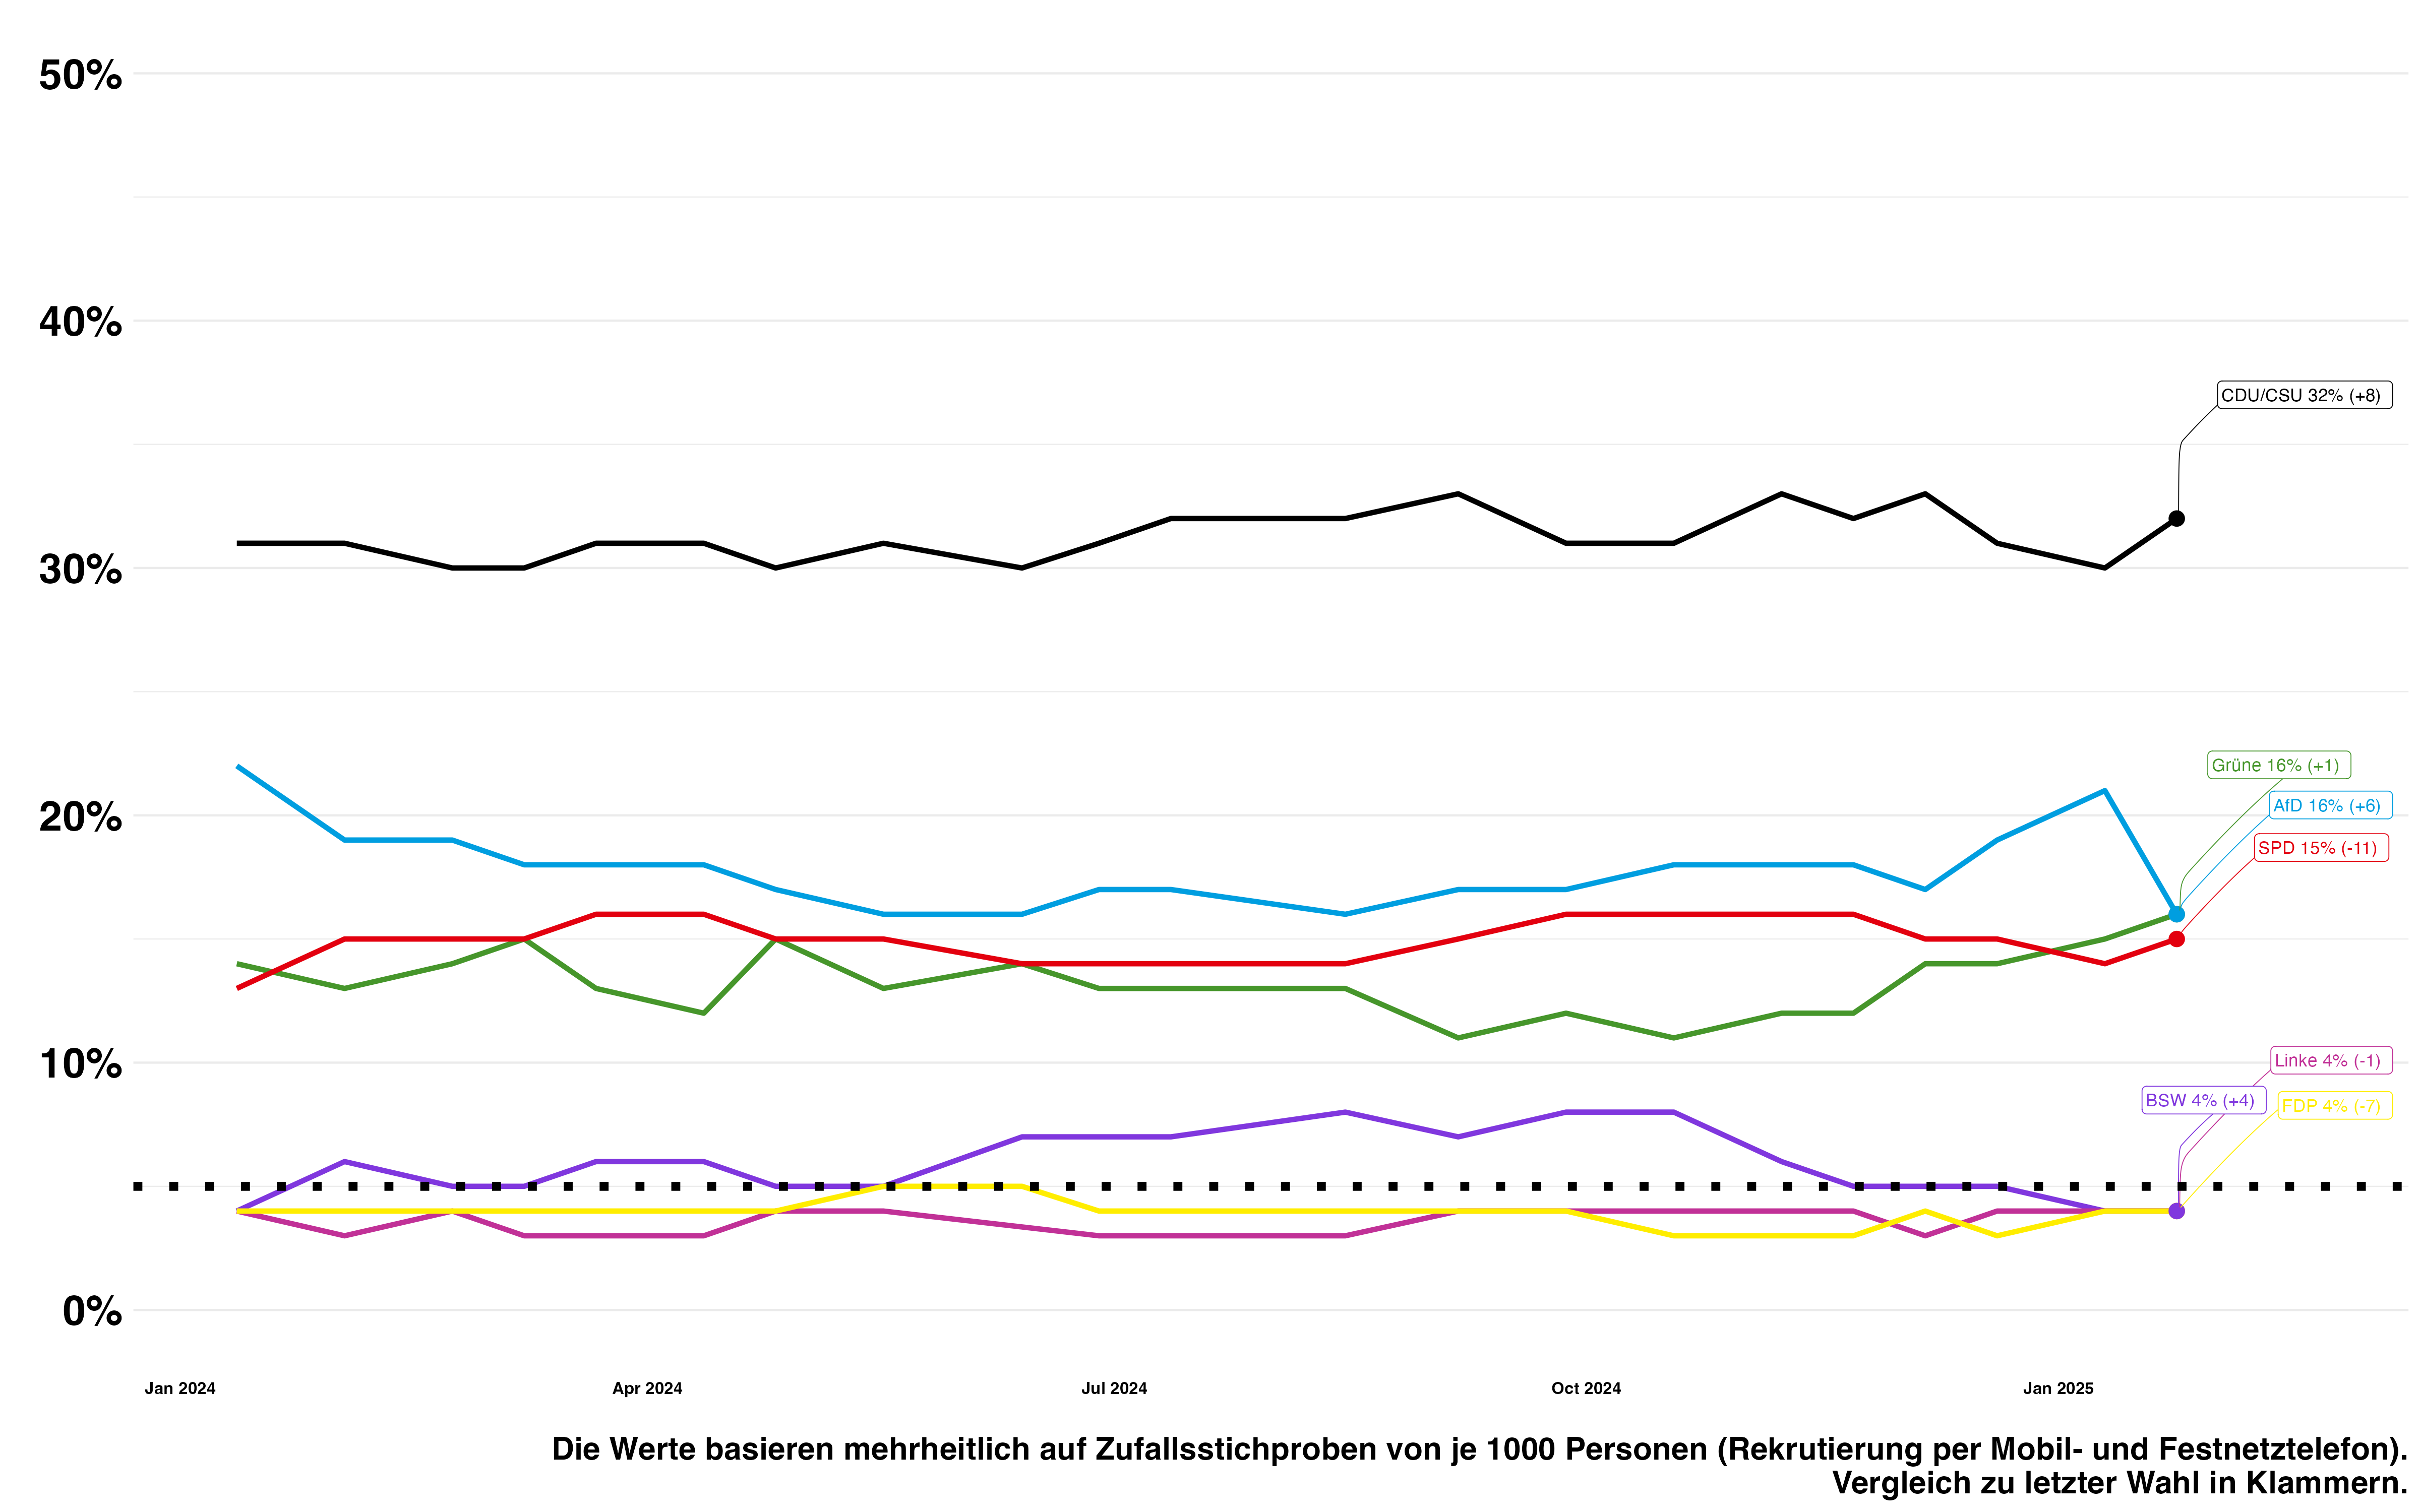 50%
40%
CDU/CSU 32% (+8)
30%
Grüne 16% (+1)
AfD 16% (+6)
20%
SPD 15% (-11)
Linke 4% (-1)
10%
BSW 4% (+4)
FDP 4% (-7)
0%
Jan 2024 Apr 2024 Jul 2024 Oct 2024 Jan 2025
Die Werte basieren mehrheitlich auf Zufallsstichproben von je 1000 Personen (Rekrutierung per Mobil- und Festnetztelefon).
Vergleich zu letzter Wahl in Klammern.